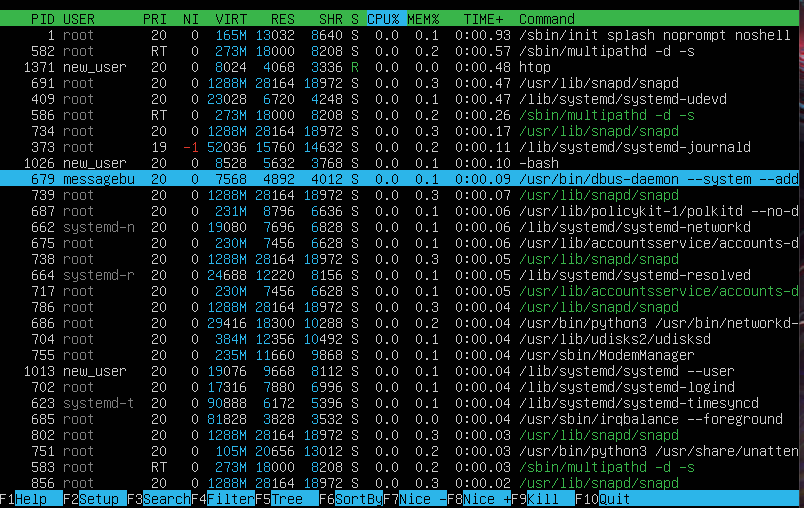 PID USER PRI NI VIRT RES SHR S CPU% MEM% TIME+ Command
1 root 20 0 165M 13032 8640 S 0.0 0.1 0:00.93 /sbin/init splash noprompt noshell
582 root RT 0 273M 18000 8208 S 0.0 0.2 0:00.57 /sbin/multipathd -d -s
1371 new_user 20 0 8024 4068 3336 R 0.0 0.0 0:00.48 htop
691 root 20 0 1288M 28164 18972 S 0.0 0.3 0:00.47 /usr/lib/snapd/snapd
409 root 20 0 23028 6720 4248 S 0.0 0.1 0:00.47 /lib/systemd/systemd-udevd
586 root RT 0 273M 18000 8208 S 0.0 0.2 0:00.26 /sbin/multipathd -d -s
734 root 20 0 1288M 28164 18972 S 0.0 0.3 0:00.17 /usr/lib/snapd/snapd
373 root 19 -1 52036 15760 14632 S 0.0 0.2 0:00.11 /lib/systemd/systemd-journald
1026 new_user 20 0 8528 5632 3768 S 0.0 0.1 0:00.10 -bash
679 messagebu 20 0 7568 4892 4012 S 0.0 0.1 0:00.09 /usr/bin/dbus-daemon --system --add
739 root 20 0 1288M 28164 18972 S 0.0 0.3 0:00.07 /usr/lib/snapd/snapd
687 root 20 0 231M 8796 6636 S 0.0 0.1 0:00.06 /usr/lib/policykit-1/polkitd --no-d
662 systemd-n 20 0 19080 7696 6828 S 0.0 0.1 0:00.06 /lib/systemd/systemd-networkd
675 root 20 0 230M 7456 6628 S 0.0 0.1 0:00.06 /usr/lib/accountsservice/accounts-d
738 root 20 0 1288M 28164 18972 S 0.0 0.3 0:00.05 /usr/lib/snapd/snapd
664 systemd-r 20 0 24688 12220 8156 S 0.0 0.1 0:00.05 /lib/systemd/systemd-resolved
717 root 20 0 230M 7456 6628 S 0.0 0.1 0:00.05 /usr/lib/accountsservice/accounts-d
786 root 20 0 1288M 28164 18972 S 0.0 0.3 0:00.04 /usr/lib/snapd/snapd
686 root 20 0 29416 18300 10288 S 0.0 0.2 0:00.04 /usr/bin/python3 /usr/bin/networkd-
704 root 20 0 384M 12356 10492 S 0.0 0.1 0:00.04 /usr/lib/udisks2/udisksd
755 root 20 0 235M 11660 9868 S 0.0 0.1 0:00.04 /usr/sbin/ModemManager
1013 new_user 20 0 19076 9668 8112 S 0.0 0.1 0:00.04 /lib/systemd/systemd --user
702 root 20 0 17316 7880 6996 S 0.0 0.1 0:00.04 /lib/systemd/systemd-logind
623 systemd-t 20 0 90888 6172 5396 S 0.0 0.1 0:00.04 /lib/systemd/systemd-timesyncd
685 root 20 0 81828 3828 3532 S 0.0 0.0 0:00.04 /usr/sbin/irqbalance --foreground
802 root 20 0 1288M 28164 18972 S 0.0 0.3 0:00.03 /usr/lib/snapd/snapd
751 root 20 0 105M 20656 13012 S 0.0 0.2 0:00.03 /usr/bin/python3 /usr/share/unatten
583 root RT 0 273M 18000 8208 S 0.0 0.2 0:00.03 /sbin/multipathd -d -s
856 root 20 0 1288M 28164 18972 S 0.0 0.3 0:00.02 /usr/lib/snapd/snapd
F1Help F2Setup F3SearchF4FilterF5Tree F6SortByF7Nice -F8Nice +F9Kill F10Quit